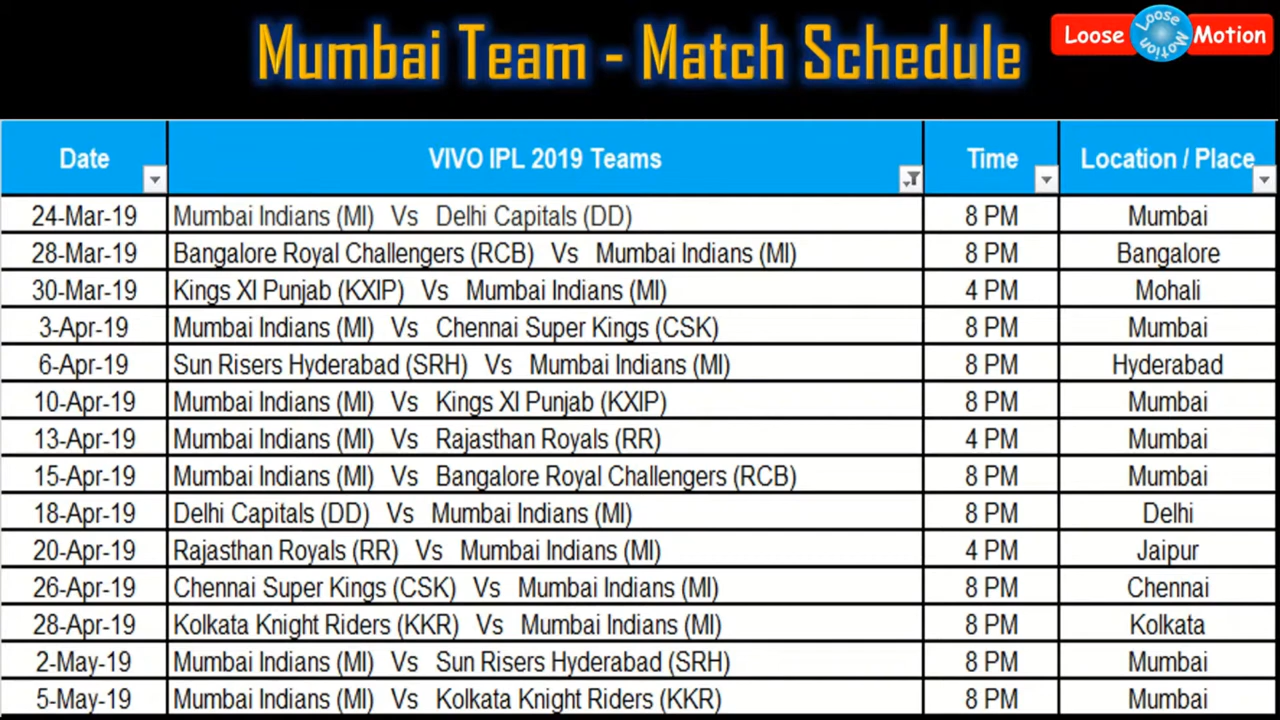 Mumbai Team - Match Schedule
Loose Loose Motion Motion
Date VIVO IPL 2019 Teams Time Location / Place
24-Mar-19 Mumbai Indians (MI) Vs Delhi Capitals (DD) 8 PM Mumbai
28-Mar-19 Bangalore Royal Challengers (RCB) Vs Mumbai Indians (MI) 8 PM Bangalore
30-Mar-19 Kings XI Punjab (KXIP) Vs Mumbai Indians (MI) 4 PM Mohali
3-Apr-19 Mumbai Indians (MI) Vs Chennai Super Kings (CSK) 8 PM Mumbai
6-Apr-19 Sun Risers Hyderabad (SRH) Vs Mumbai Indians (MI) 8 PM Hyderabad
10-Apr-19 Mumbai Indians (MI) Vs Kings XI Punjab (KXIP) 8 PM Mumbai
13-Apr-19 Mumbai Indians (MI) Vs Rajasthan Royals (RR) 4 PM Mumbai
15-Apr-19 Mumbai Indians (MI) Vs Bangalore Royal Challengers (RCB) 8 PM Mumbai
18-Apr-19 Delhi Capitals (DD) Vs Mumbai Indians (MI) 8 PM Delhi
20-Apr-19 Rajasthan Royals (RR) Vs Mumbai Indians (MI) 4 PM Jaipur
26-Apr-19 Chennai Super Kings (CSK) Vs Mumbai Indians (MI) 8 PM Chennai
28-Apr-19 Kolkata Knight Riders (KKR) Vs Mumbai Indians (MI) 8 PM Kolkata
2-May-19 Mumbai Indians (MI) Vs Sun Risers Hyderabad (SRH) 8 PM Mumbai
5-May-19 Mumbai Indians (MI) Vs Kolkata Knight Riders (KKR) 8 PM Mumbai